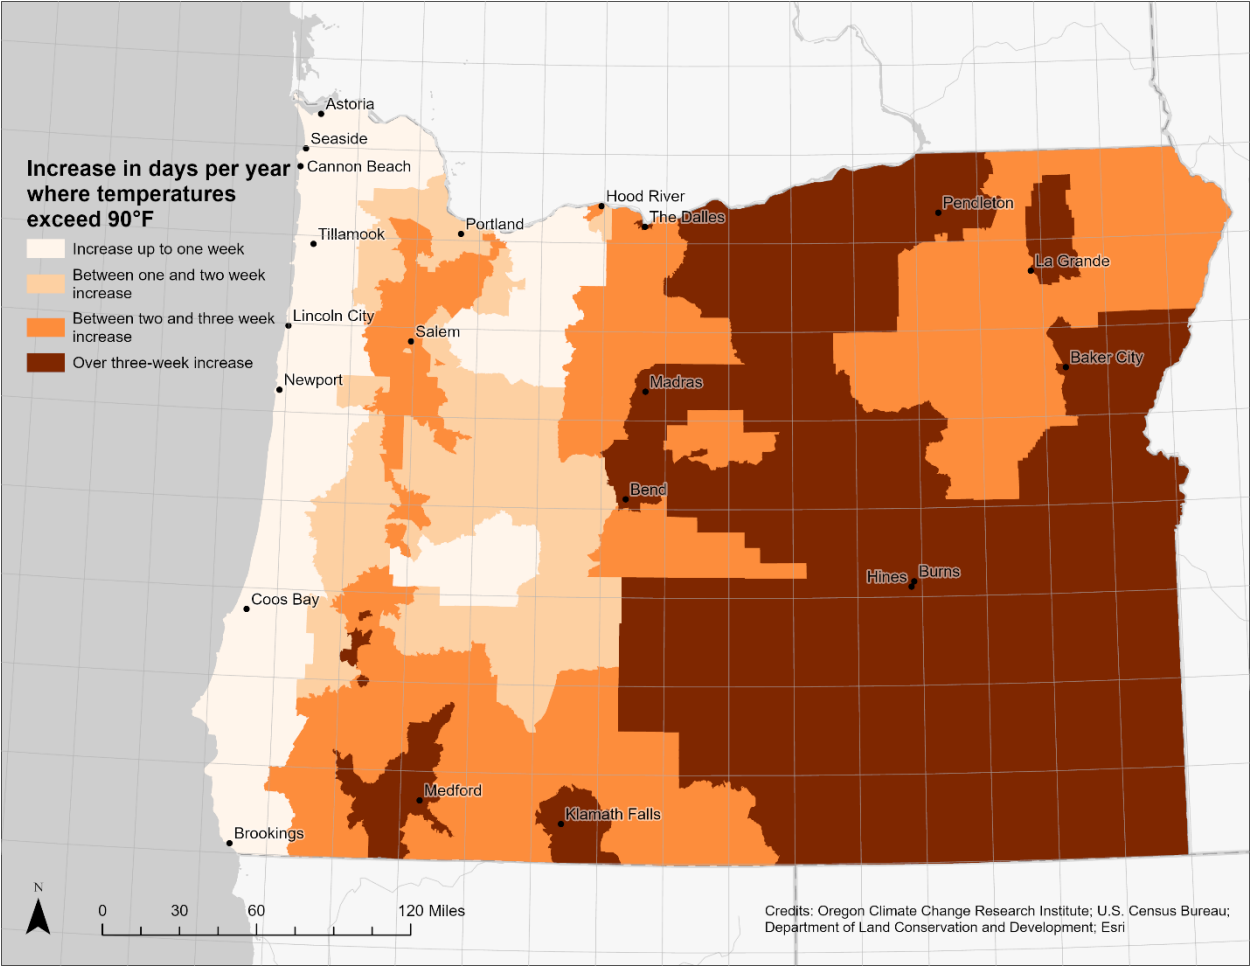 Astoria
Seaside
Cannon Beach
Increase in days per year
where temperatures
exceed 90°F
Increase up to one week
Between one and two week
increase
Between two and three week
increase
Over three-week increase
Hood River
The Dalles
Pendleton
Portland
Tillamook
La Grande
Lincoln City
Salem
Baker City
Newport
Madras
Bend
Hines
Burns
Coos Bay
Medford
Klamath Falls
Brookings
N
0 30 60 120 Miles
Credits: Oregon Climate Change Research Institute; U.S. Census Bureau;
Department of Land Conservation and Development; Esri